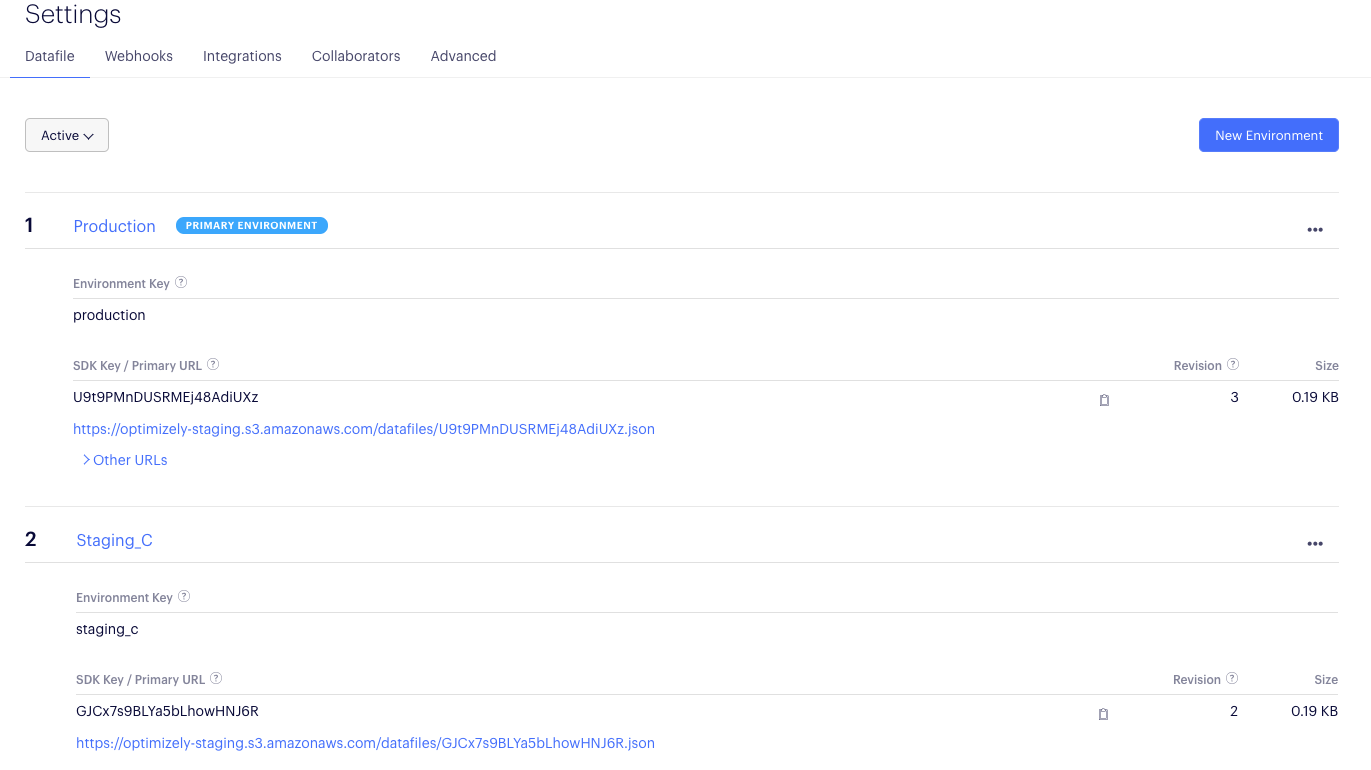 Settings
Datafile Webhooks Integrations Collaborators Advanced
Active New Environment
1 Production PRIMARY ENVIRONMENT •••
Environment Key ?
production
SDK Key / Primary URL ? Revision ? Size
U9t9PMnDUSRMEj48AdiUXz 3 0.19 KB
https://optimizely-staging.s3.amazonaws.com/datafiles/U9t9PMnDUSRMEj48AdiUXz.json
Other URLs
2 Staging_C •••
Environment Key ?
staging_c
SDK Key / Primary URL ? Revision ? Size
GJCx7s9BLYa5bLhowHNJ6R 2 0.19 KB
https://optimizely-staging.s3.amazonaws.com/datafiles/GJCx7s9BLYa5bLhowHNJ6R.json